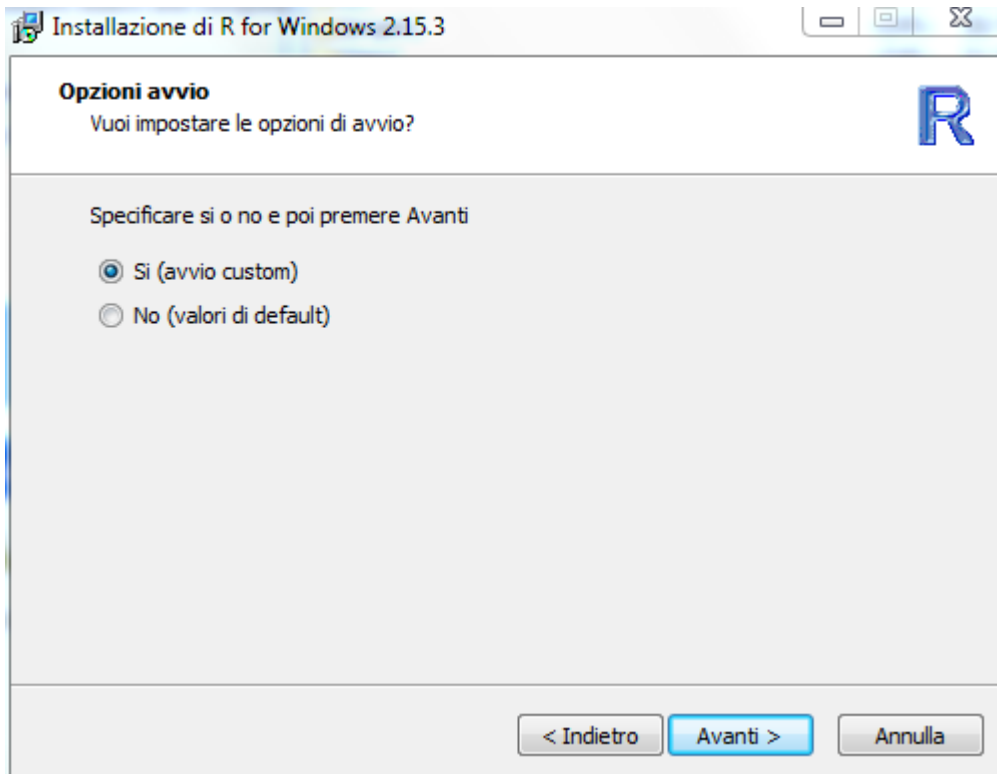 Installazione di R for Windows 2.15.3
Opzioni avvio
Vuoi impostare le opzioni di avvio?
R
Specificare si o no e poi premere Avanti
Si (avvio custom)
No (valori di default)
< Indietro
Avanti >
Annulla